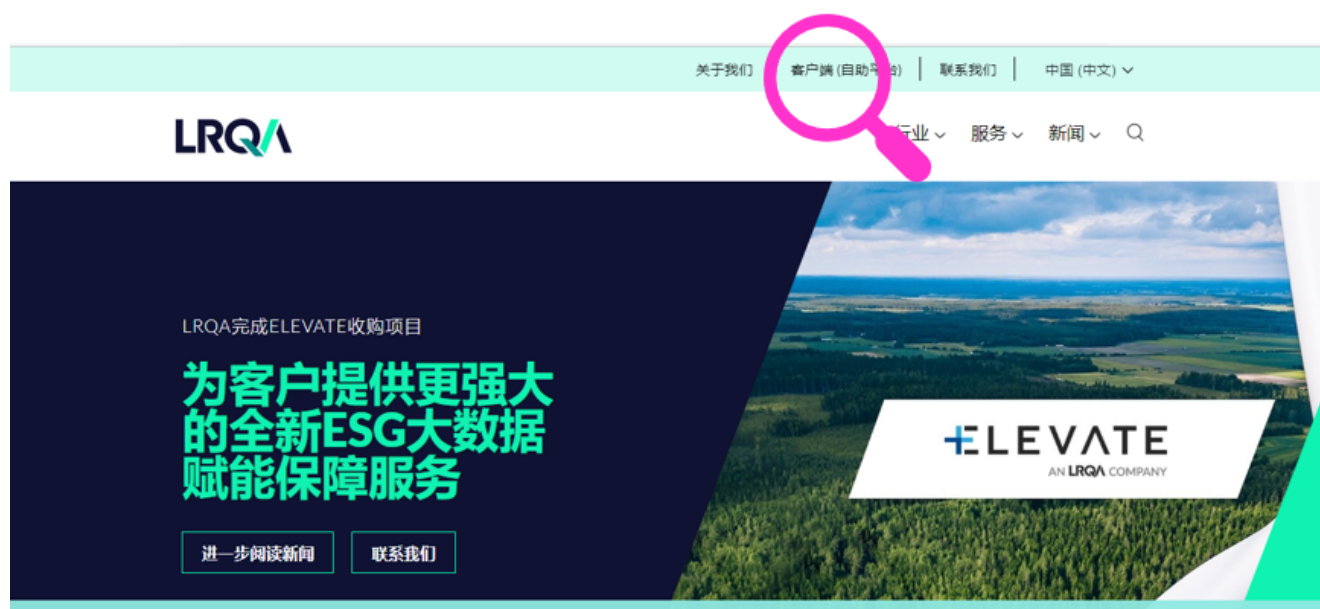 关于我们 客户端 (自助平台) 联系我们 中国 (中文)
LRQA
行业 服务 新闻
LRQA完成ELEVATE收购项目
为客户提供更强大
的全新ESG大数据
赋能保障服务
ELEVATE
AN LRQA COMPANY
进一步阅读新闻 联系我们